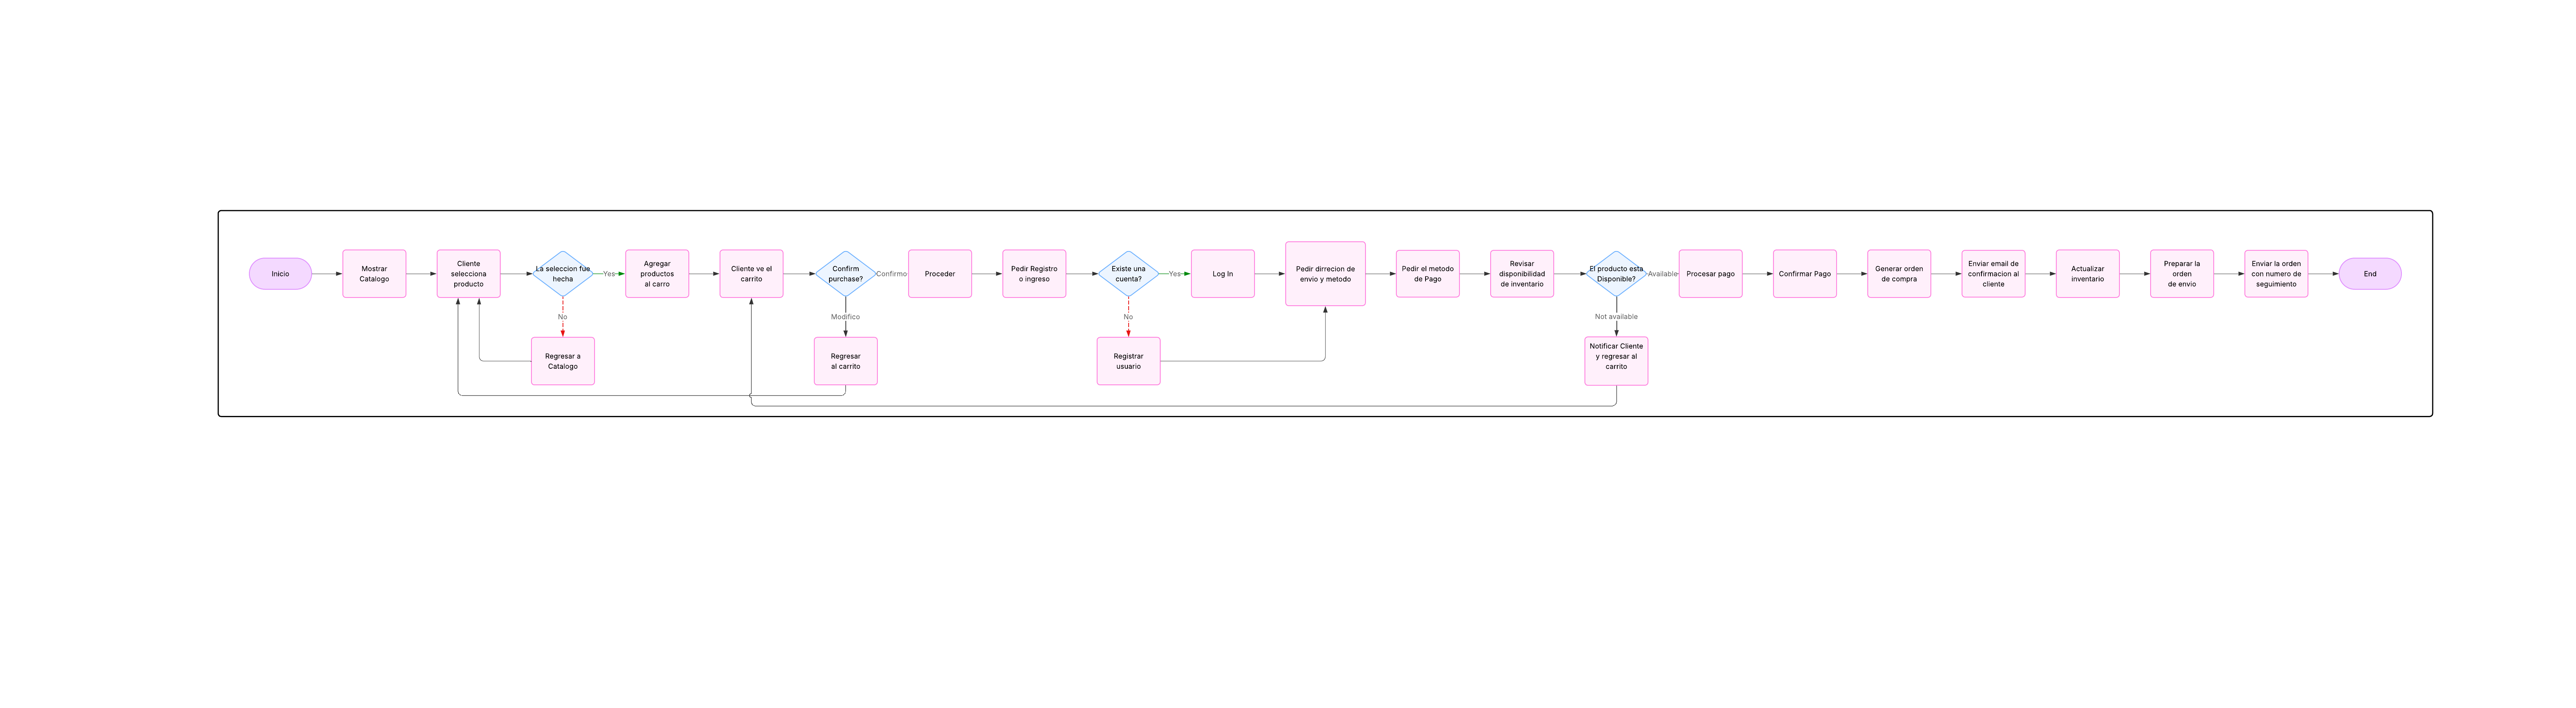 Inicio
Mostrar
Catalogo
Cliente
selecciona
producto
La seleccion fue
hecha
Yes
No
Regresar a
Catalogo
Agregar
productos
al carro
Cliente ve el
carrito
Confirm
purchase?
Confirmo
Modifico
Regresar
al carrito
Proceder
Pedir Registro
o ingreso
Existe una
cuenta?
Yes
No
Registrar
usuario
Log In
Pedir dirrecion de
envio y metodo
Pedir el metodo
de Pago
Revisar
disponibilidad
de inventario
El producto esta
Disponible?
Available
Not available
Notificar Cliente
y regresar al
carrito
Procesar pago
Confirmar Pago
Generar orden
de compra
Enviar email de
confirmacion al
cliente
Actualizar
inventario
Preparar la
orden
de envio
Enviar la orden
con numero de
seguimiento
End